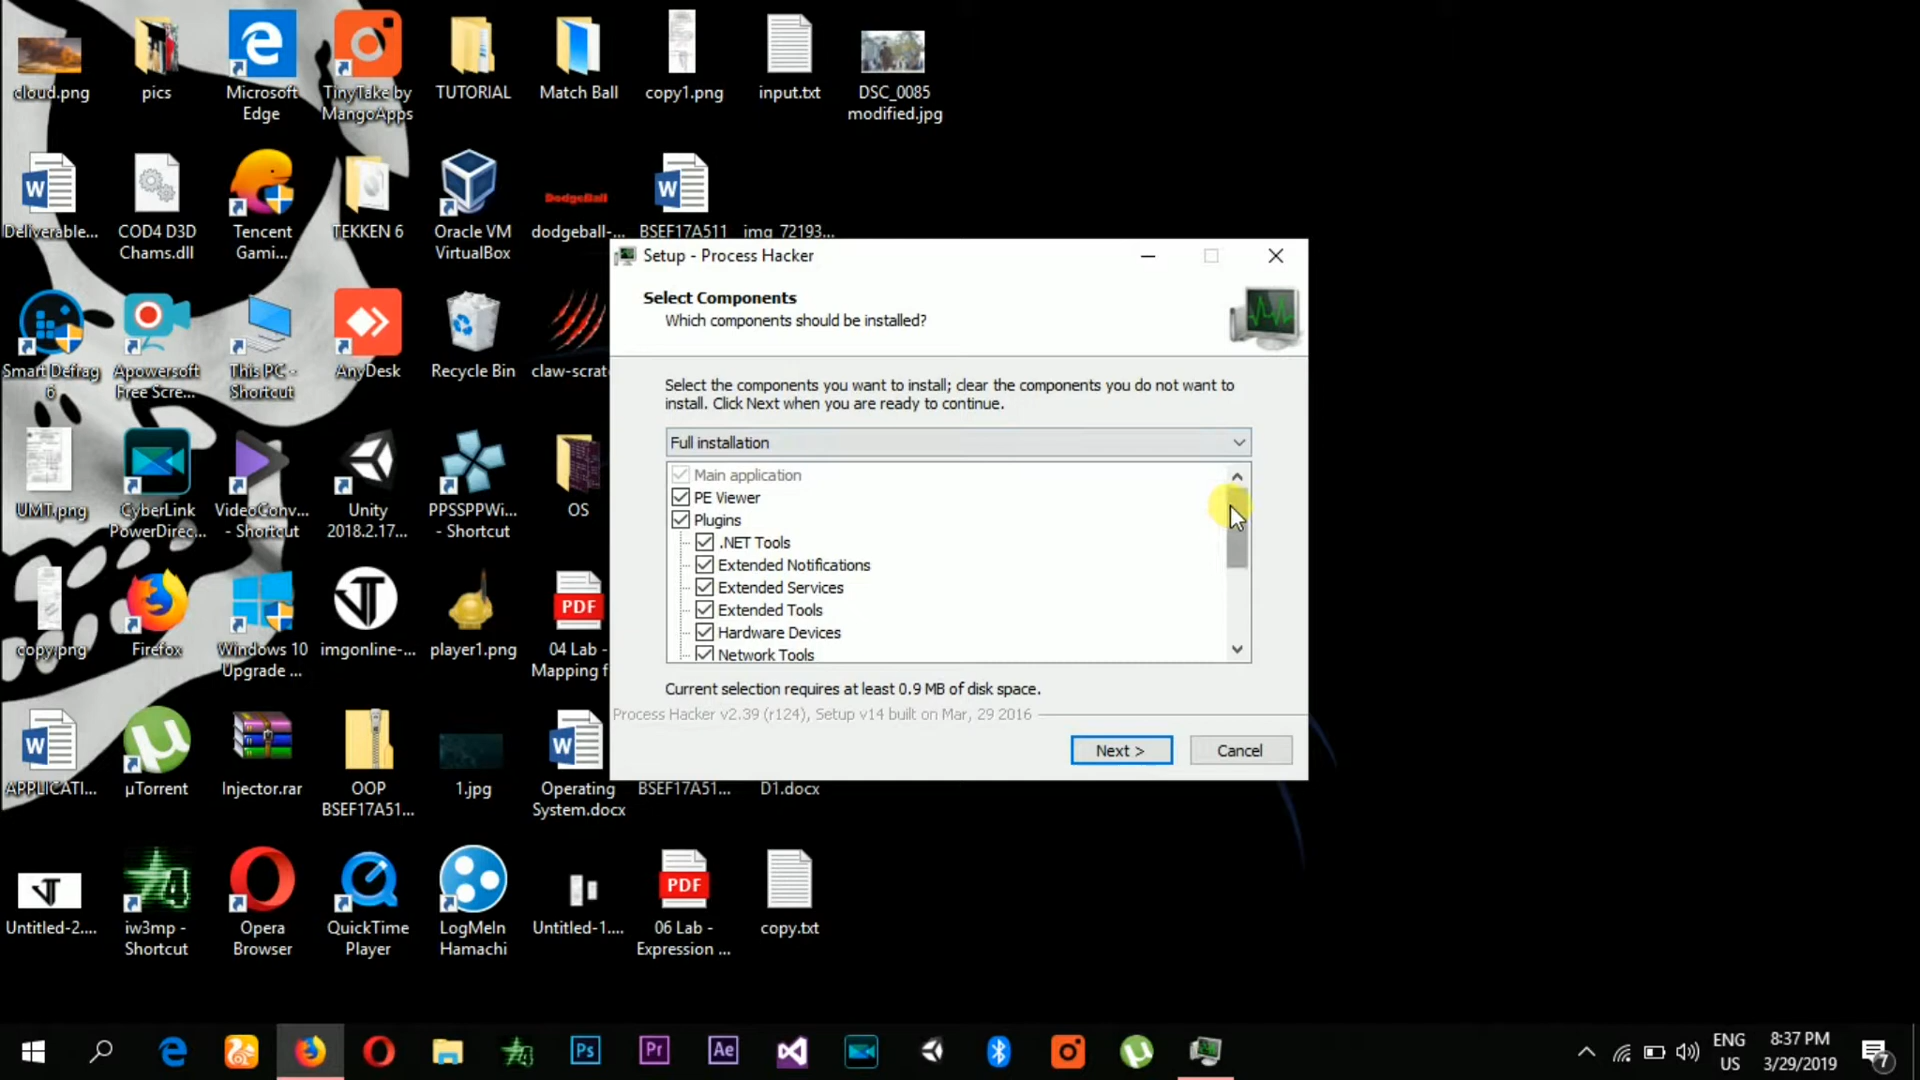 cloud.png
pics
Microsoft
Edge
TinyTake by
MangoApps
TUTORIAL
Match Ball
copy1.png
input.txt
DSC_0085
modified.jpg
Deliverable...
COD4 D3D
Chams.dll
Tencent
Gami...
TEKKEN 6
Oracle VM
VirtualBox
DodgeBall
dodgeball-...
BSEF17A511
img_72193...
Smart Defrag
6
Apowersoft
Free Scre...
This PC -
Shortcut
AnyDesk
Recycle Bin
claw-scrat
UMT.png
CyberLink
PowerDirec...
VideoConv...
- Shortcut
Unity
2018.2.17...
PPSSPPWi...
- Shortcut
OS
copy.png
Firefox
Windows 10
Upgrade ...
imgonline-...
player1.png
PDF
04 Lab -
Mapping f
APPLICATI...
µTorrent
Injector.rar
OOP
BSEF17A51...
1.jpg
Operating
System.docx
BSEF17A51...
D1.docx
Untitled-2....
iw3mp -
Shortcut
Opera
Browser
QuickTime
Player
LogMeIn
Hamachi
Untitled-1....
PDF
06 Lab -
Expression ...
copy.txt
Setup - Process Hacker
Select Components
Which components should be installed?
Select the components you want to install; clear the components you do not want to
install. Click Next when you are ready to continue.
Full installation
Main application
PE Viewer
Plugins
.NET Tools
Extended Notifications
Extended Services
Extended Tools
Hardware Devices
Network Tools
Current selection requires at least 0.9 MB of disk space.
Process Hacker v2.39 (r124), Setup v14 built on Mar, 29 2016
Next >
Cancel
Ps
Pr
Ae
ENG
US
8:37 PM
3/29/2019
7